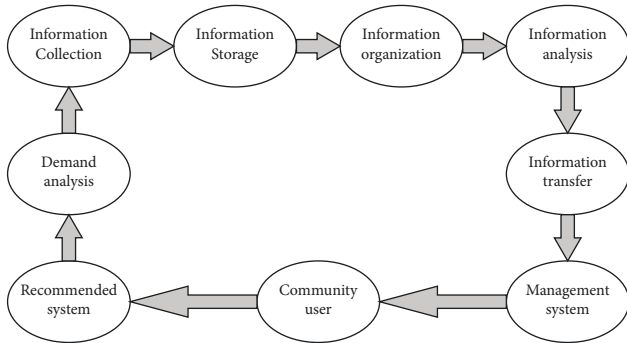 Information
Collection
Information
Storage
Information
organization
Information
analysis
Demand
analysis
Information
transfer
Recommended
system
Community
user
Management
system